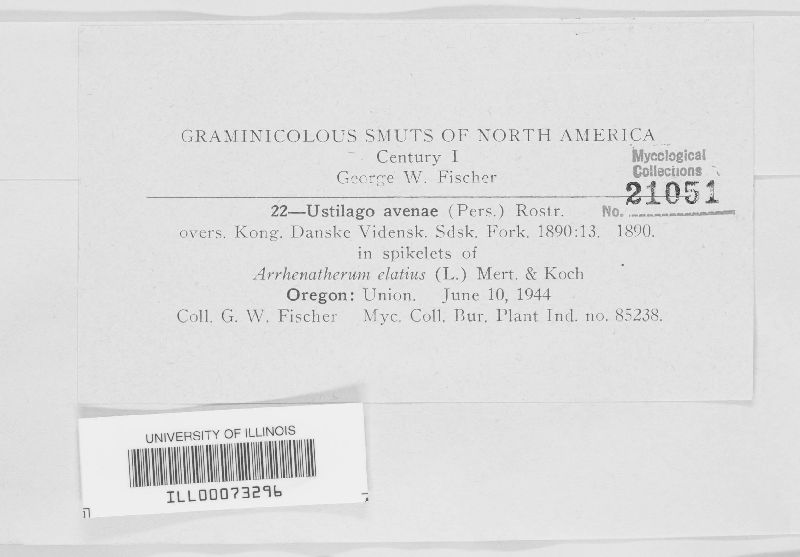 GRAMINICOLOUS SMUTS OF NORTH AMERICA
Century I
George W. Fischer
Mycological
Collections
No. 21051
22—Ustilago avenae (Pers.) Rostr.
overs. Kong. Danske Vidensk. Sdsk. Fork. 1890:13. 1890.
in spikelets of
Arrhenatherum elatius (L.) Mert. & Koch
Oregon: Union. June 10, 1944
Coll. G. W. Fischer Myc. Coll. Bur. Plant Ind. no. 85238.
UNIVERSITY OF ILLINOIS
ILL00073296